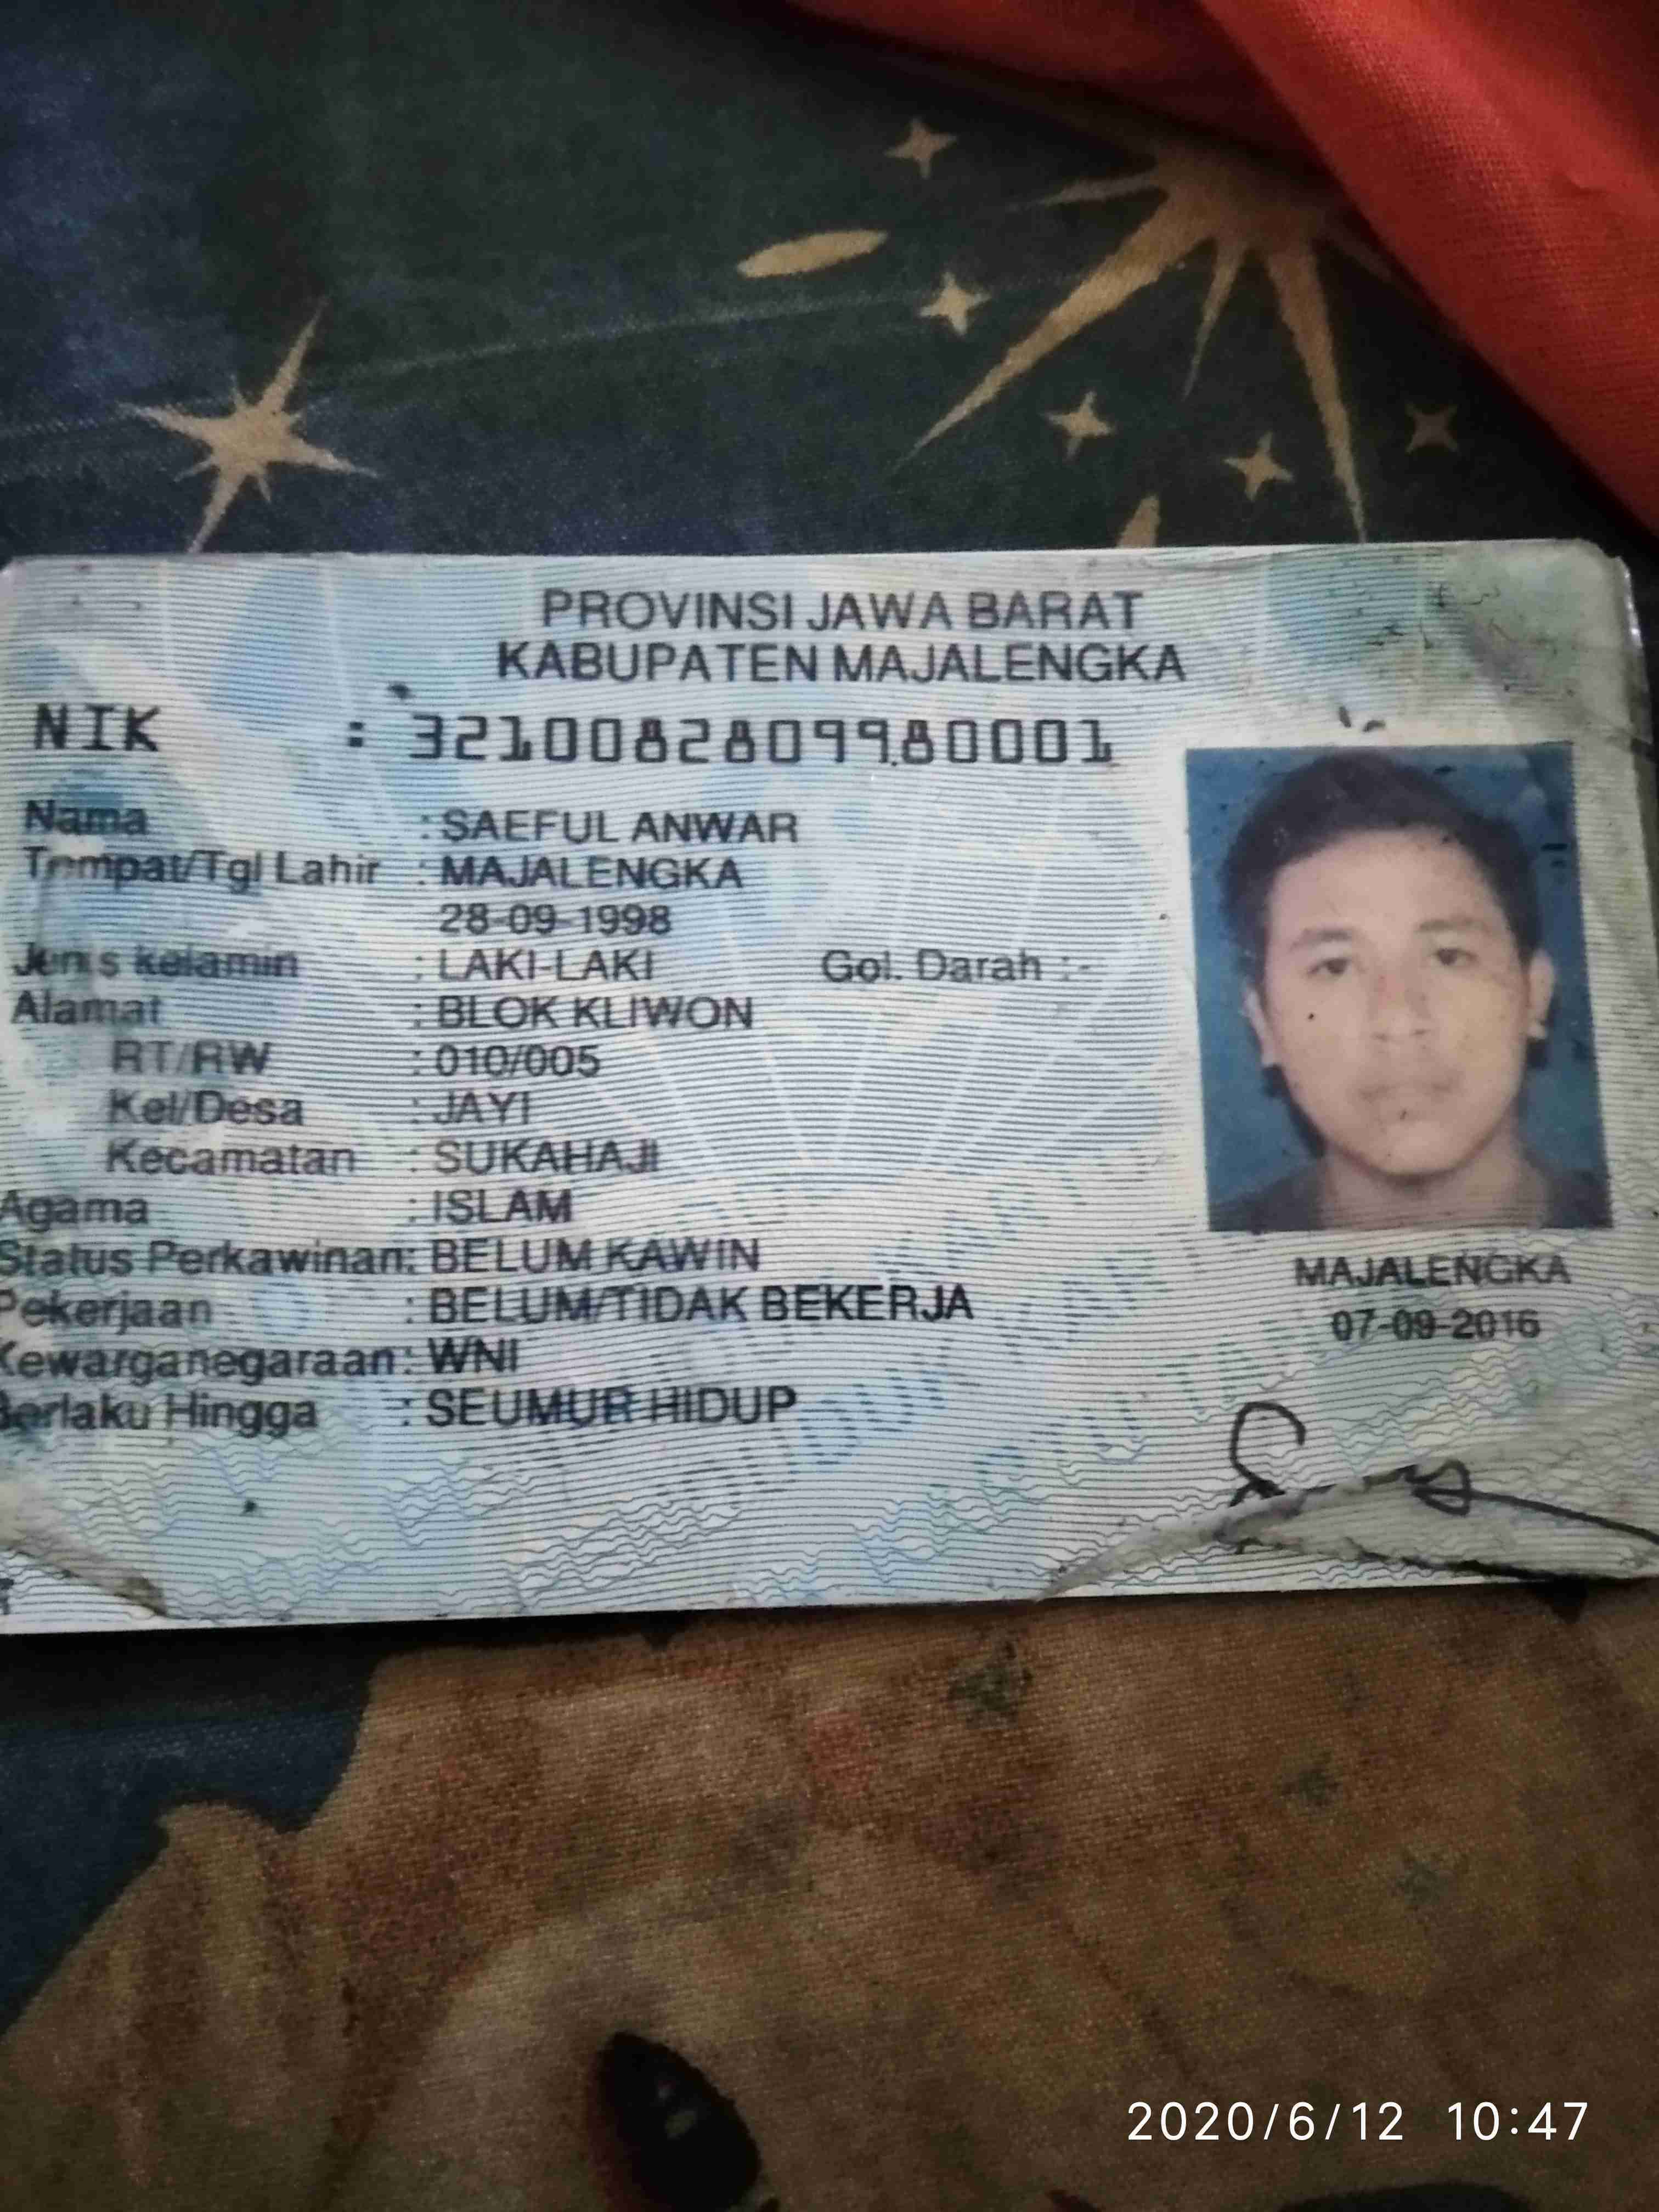 PROVINSI JAWA BARAT
KABUPATEN MAJALENGKA
NIK : 3210082809980001
Nama : SAEFUL ANWAR
Tempat/Tgl Lahir : MAJALENGKA
28-09-1998
Jenis kelamin : LAKI-LAKI Gol. Darah : -
Alamat : BLOK KLIWON
RT/RW : 010/005
Kel/Desa : JAYI
Kecamatan : SUKAHAJI
Agama : ISLAM
Status Perkawinan: BELUM KAWIN
Pekerjaan : BELUM/TIDAK BEKERJA
Kewarganegaraan: WNI
Berlaku Hingga : SEUMUR HIDUP
MAJALENGKA
07-09-2016
2020/6/12 10:47